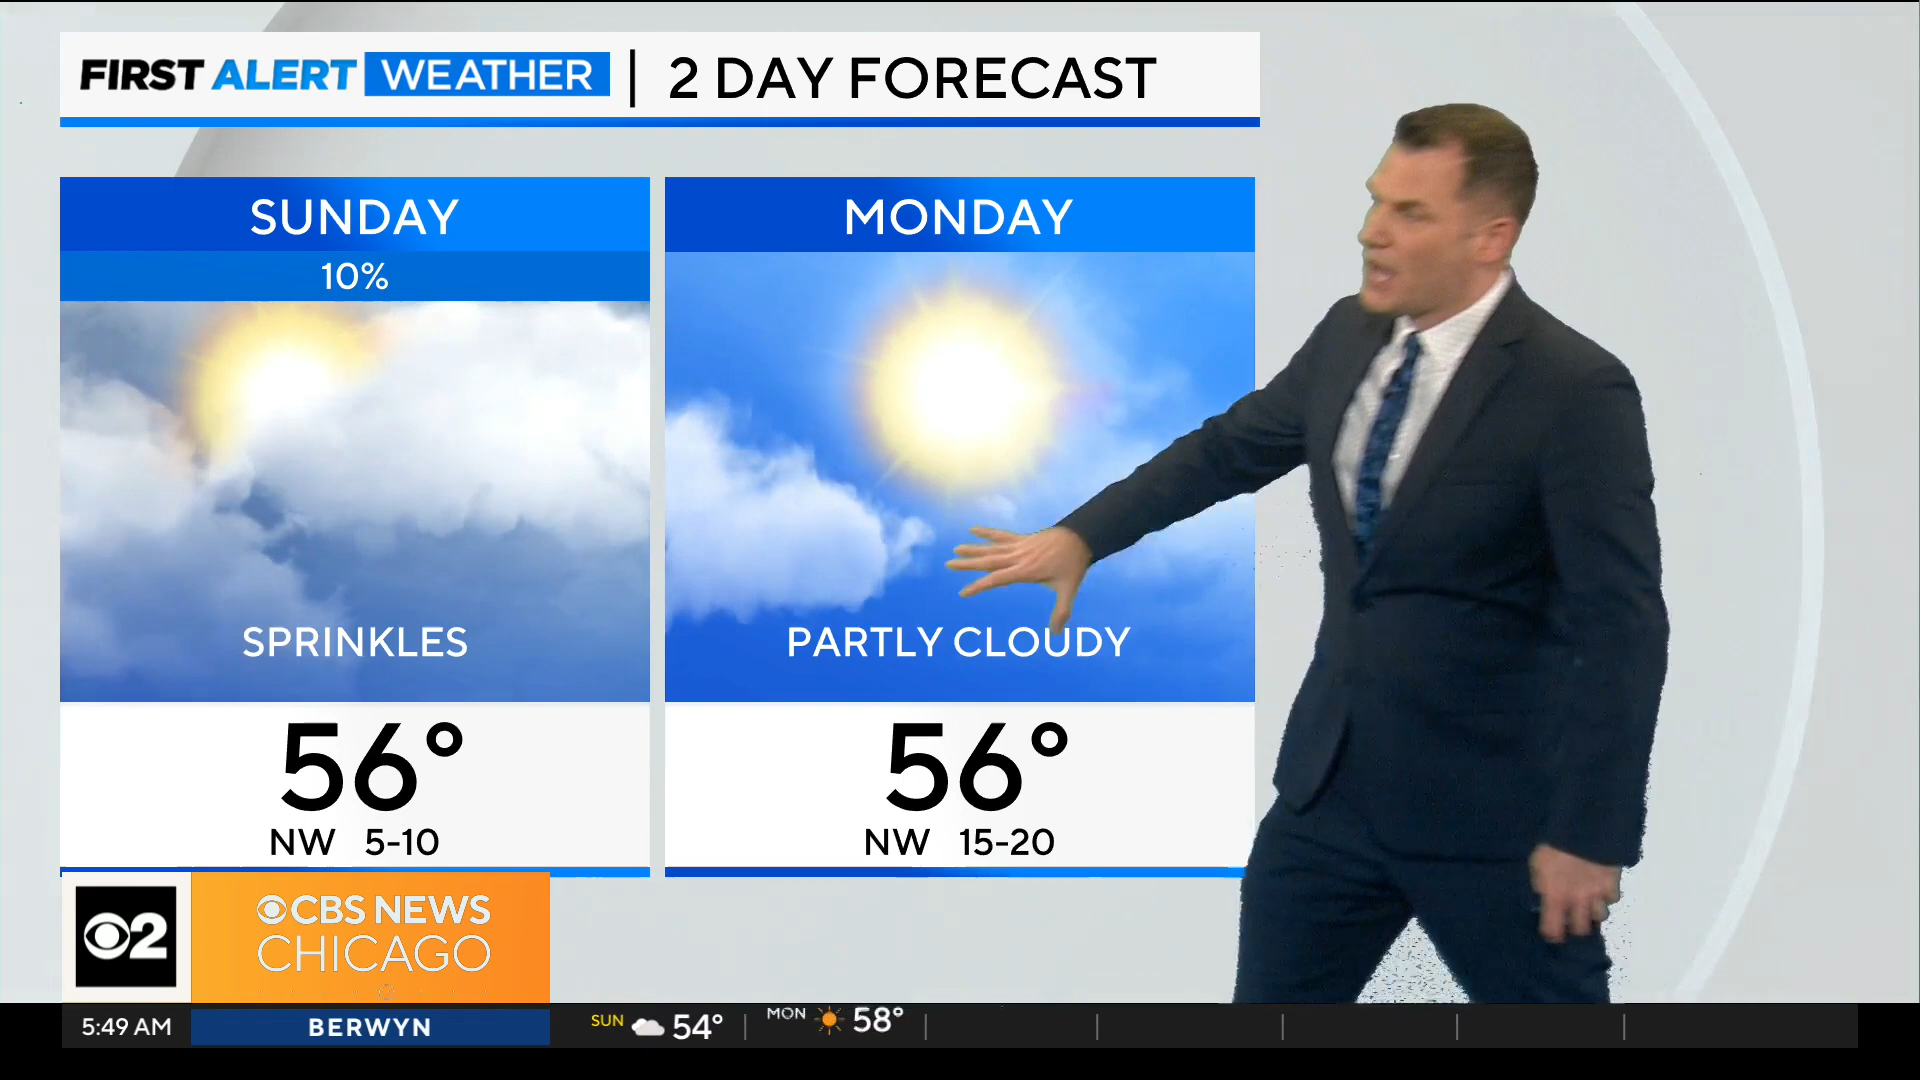 FIRST ALERT WEATHER | 2 DAY FORECAST
SUNDAY
10%
SPRINKLES
56°
NW 5-10
MONDAY
PARTLY CLOUDY
56°
NW 15-20
2
CBS NEWS
CHICAGO
5:49 AM
BERWYN
SUN 54°
MON 58°